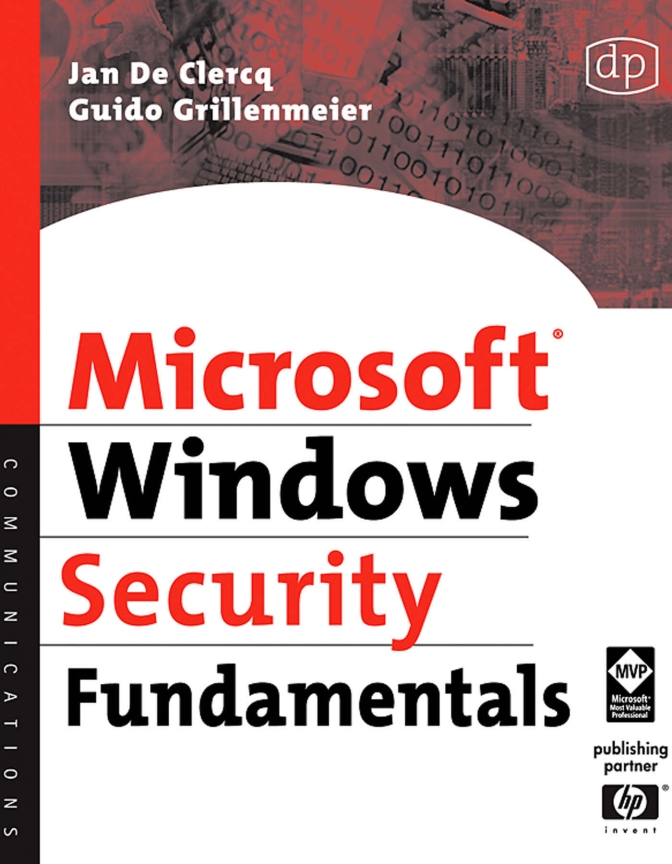 Jan De Clercq
Guido Grillenmeier
dp
Microsoft®
Windows
Security
Fundamentals
COMMUNICATIONS
MVP
Microsoft®
Most Valuable
Professional
publishing
partner
hp®
invent